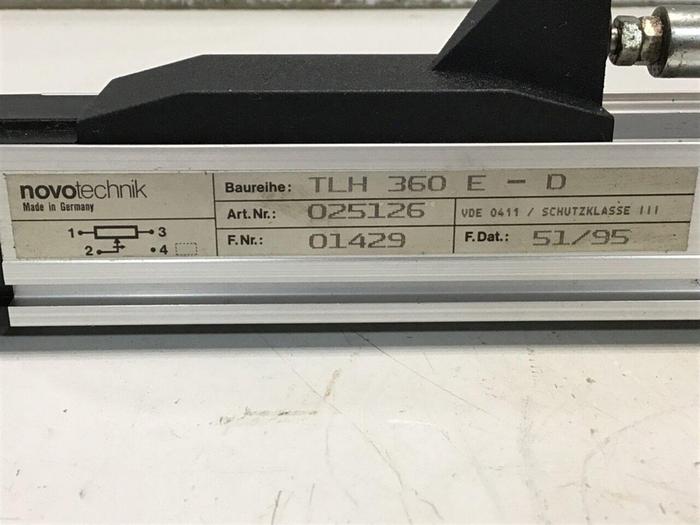 novotechnik
Made in Germany
1 3
2 4
Baureihe: TLH 360 E - D
Art.Nr.: 025126 VDE 0411 / SCHUTZKLASSE III
F.Nr.: 01429 F.Dat.: 51/95